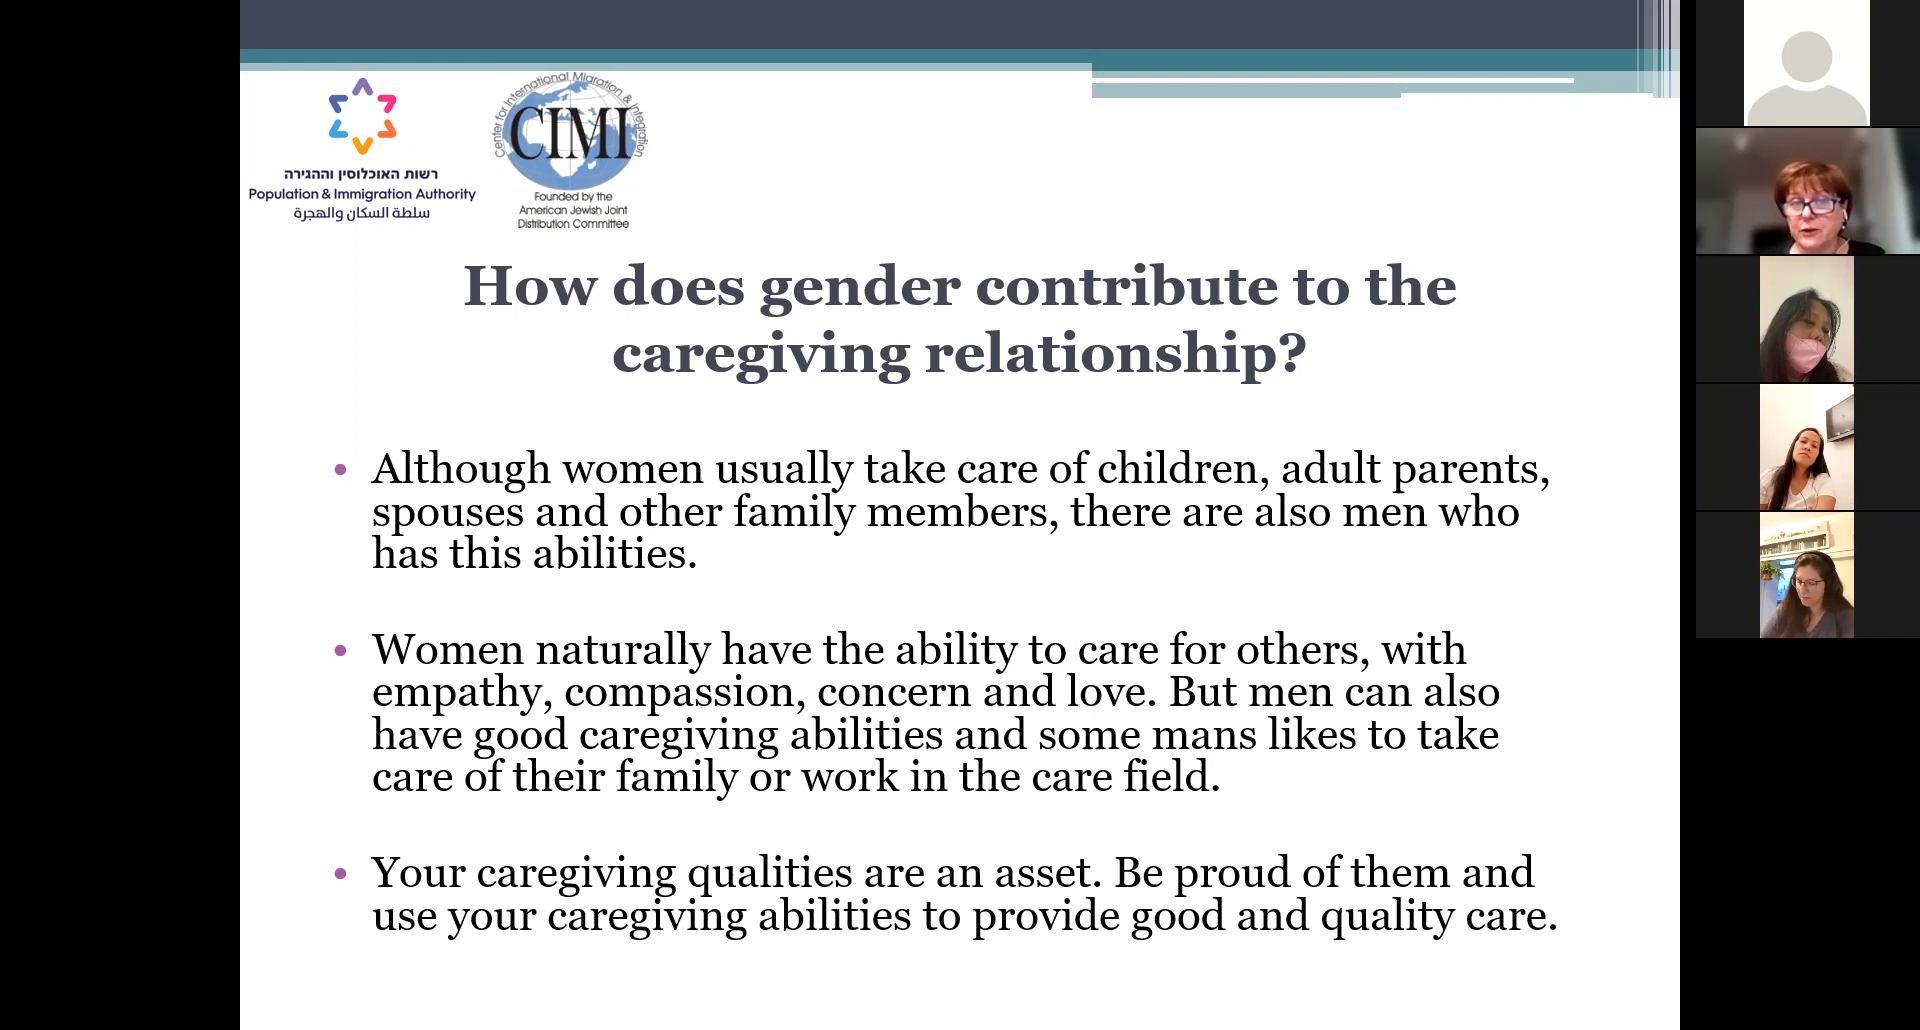 רשות האוכלוסין וההגירה
Population & Immigration Authority
سلطة السكان والهجرة
Center for International Migration & Integration
CIMI
Founded by the
American Jewish Joint
Distribution Committee
How does gender contribute to the
caregiving relationship?
• Although women usually take care of children, adult parents,
spouses and other family members, there are also men who
has this abilities.
• Women naturally have the ability to care for others, with
empathy, compassion, concern and love. But men can also
have good caregiving abilities and some mans likes to take
care of their family or work in the care field.
• Your caregiving qualities are an asset. Be proud of them and
use your caregiving abilities to provide good and quality care.